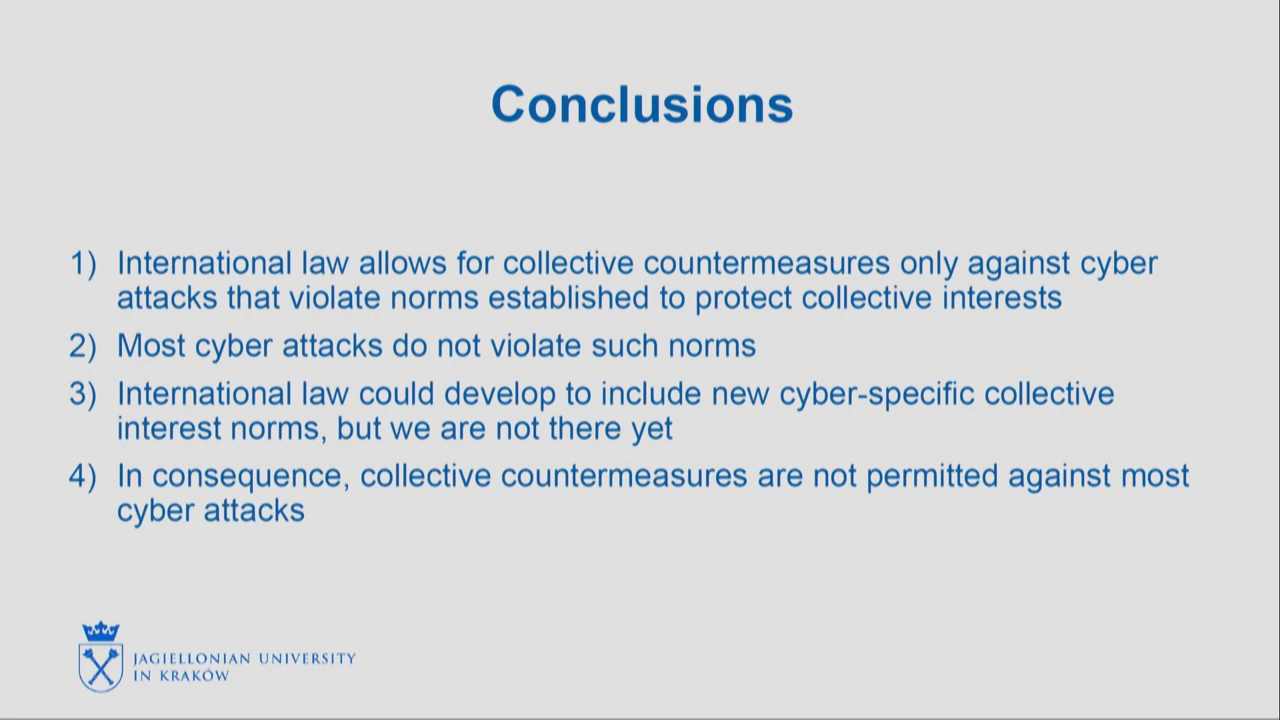 Conclusions
1) International law allows for collective countermeasures only against cyber
attacks that violate norms established to protect collective interests
2) Most cyber attacks do not violate such norms
3) International law could develop to include new cyber-specific collective
interest norms, but we are not there yet
4) In consequence, collective countermeasures are not permitted against most
cyber attacks
JAGIELLONIAN UNIVERSITY
IN KRAKÓW